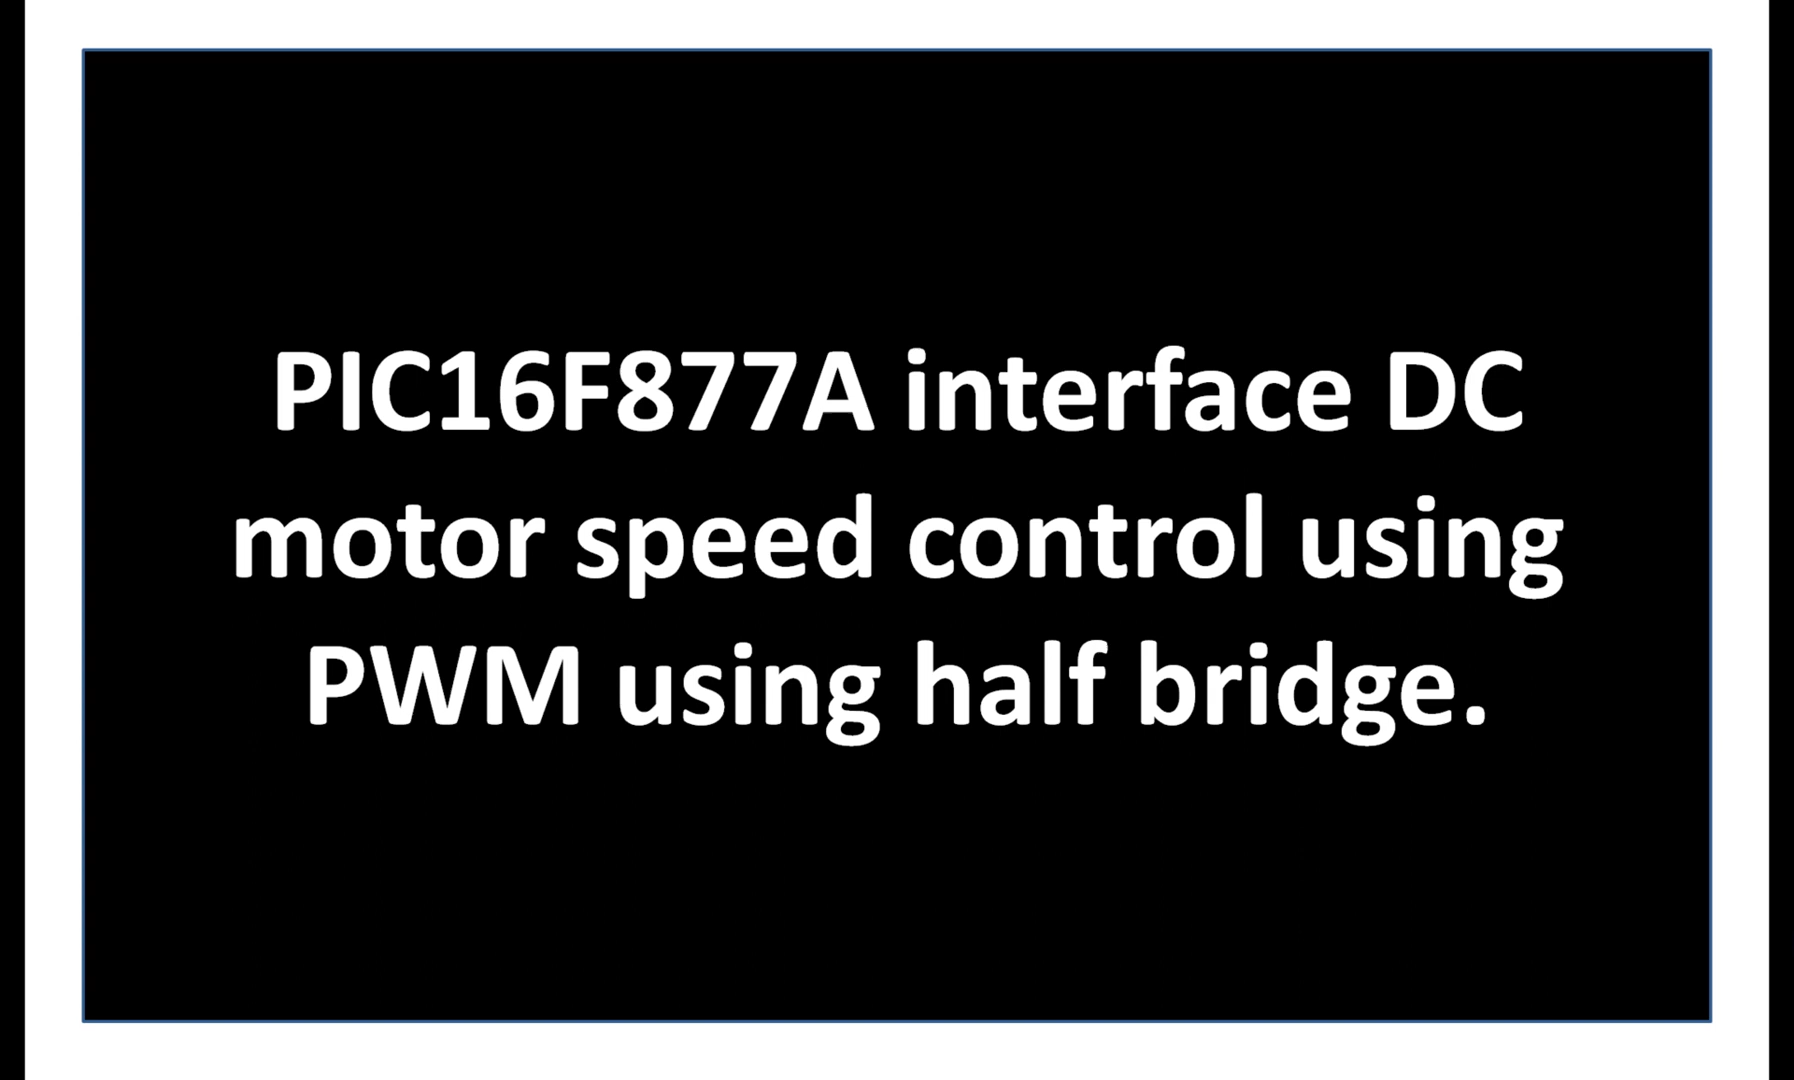 PIC16F877A interface DC
motor speed control using
PWM using half bridge.